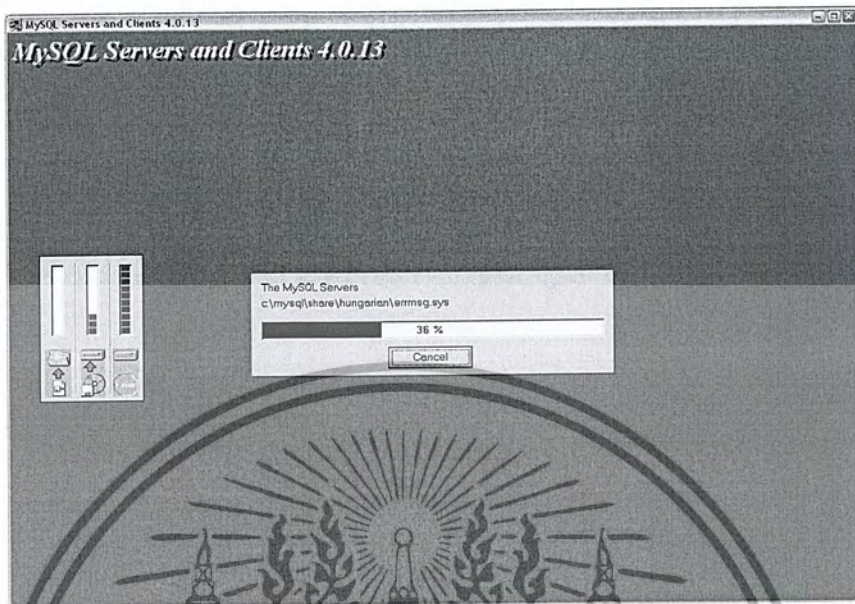 MySQL Servers and Clients 4.0.13
MySQL Servers and Clients 4.0.13
The MySQL Servers
c:\mysql\share\hungarian\errmsg.sys
36 %
Cancel